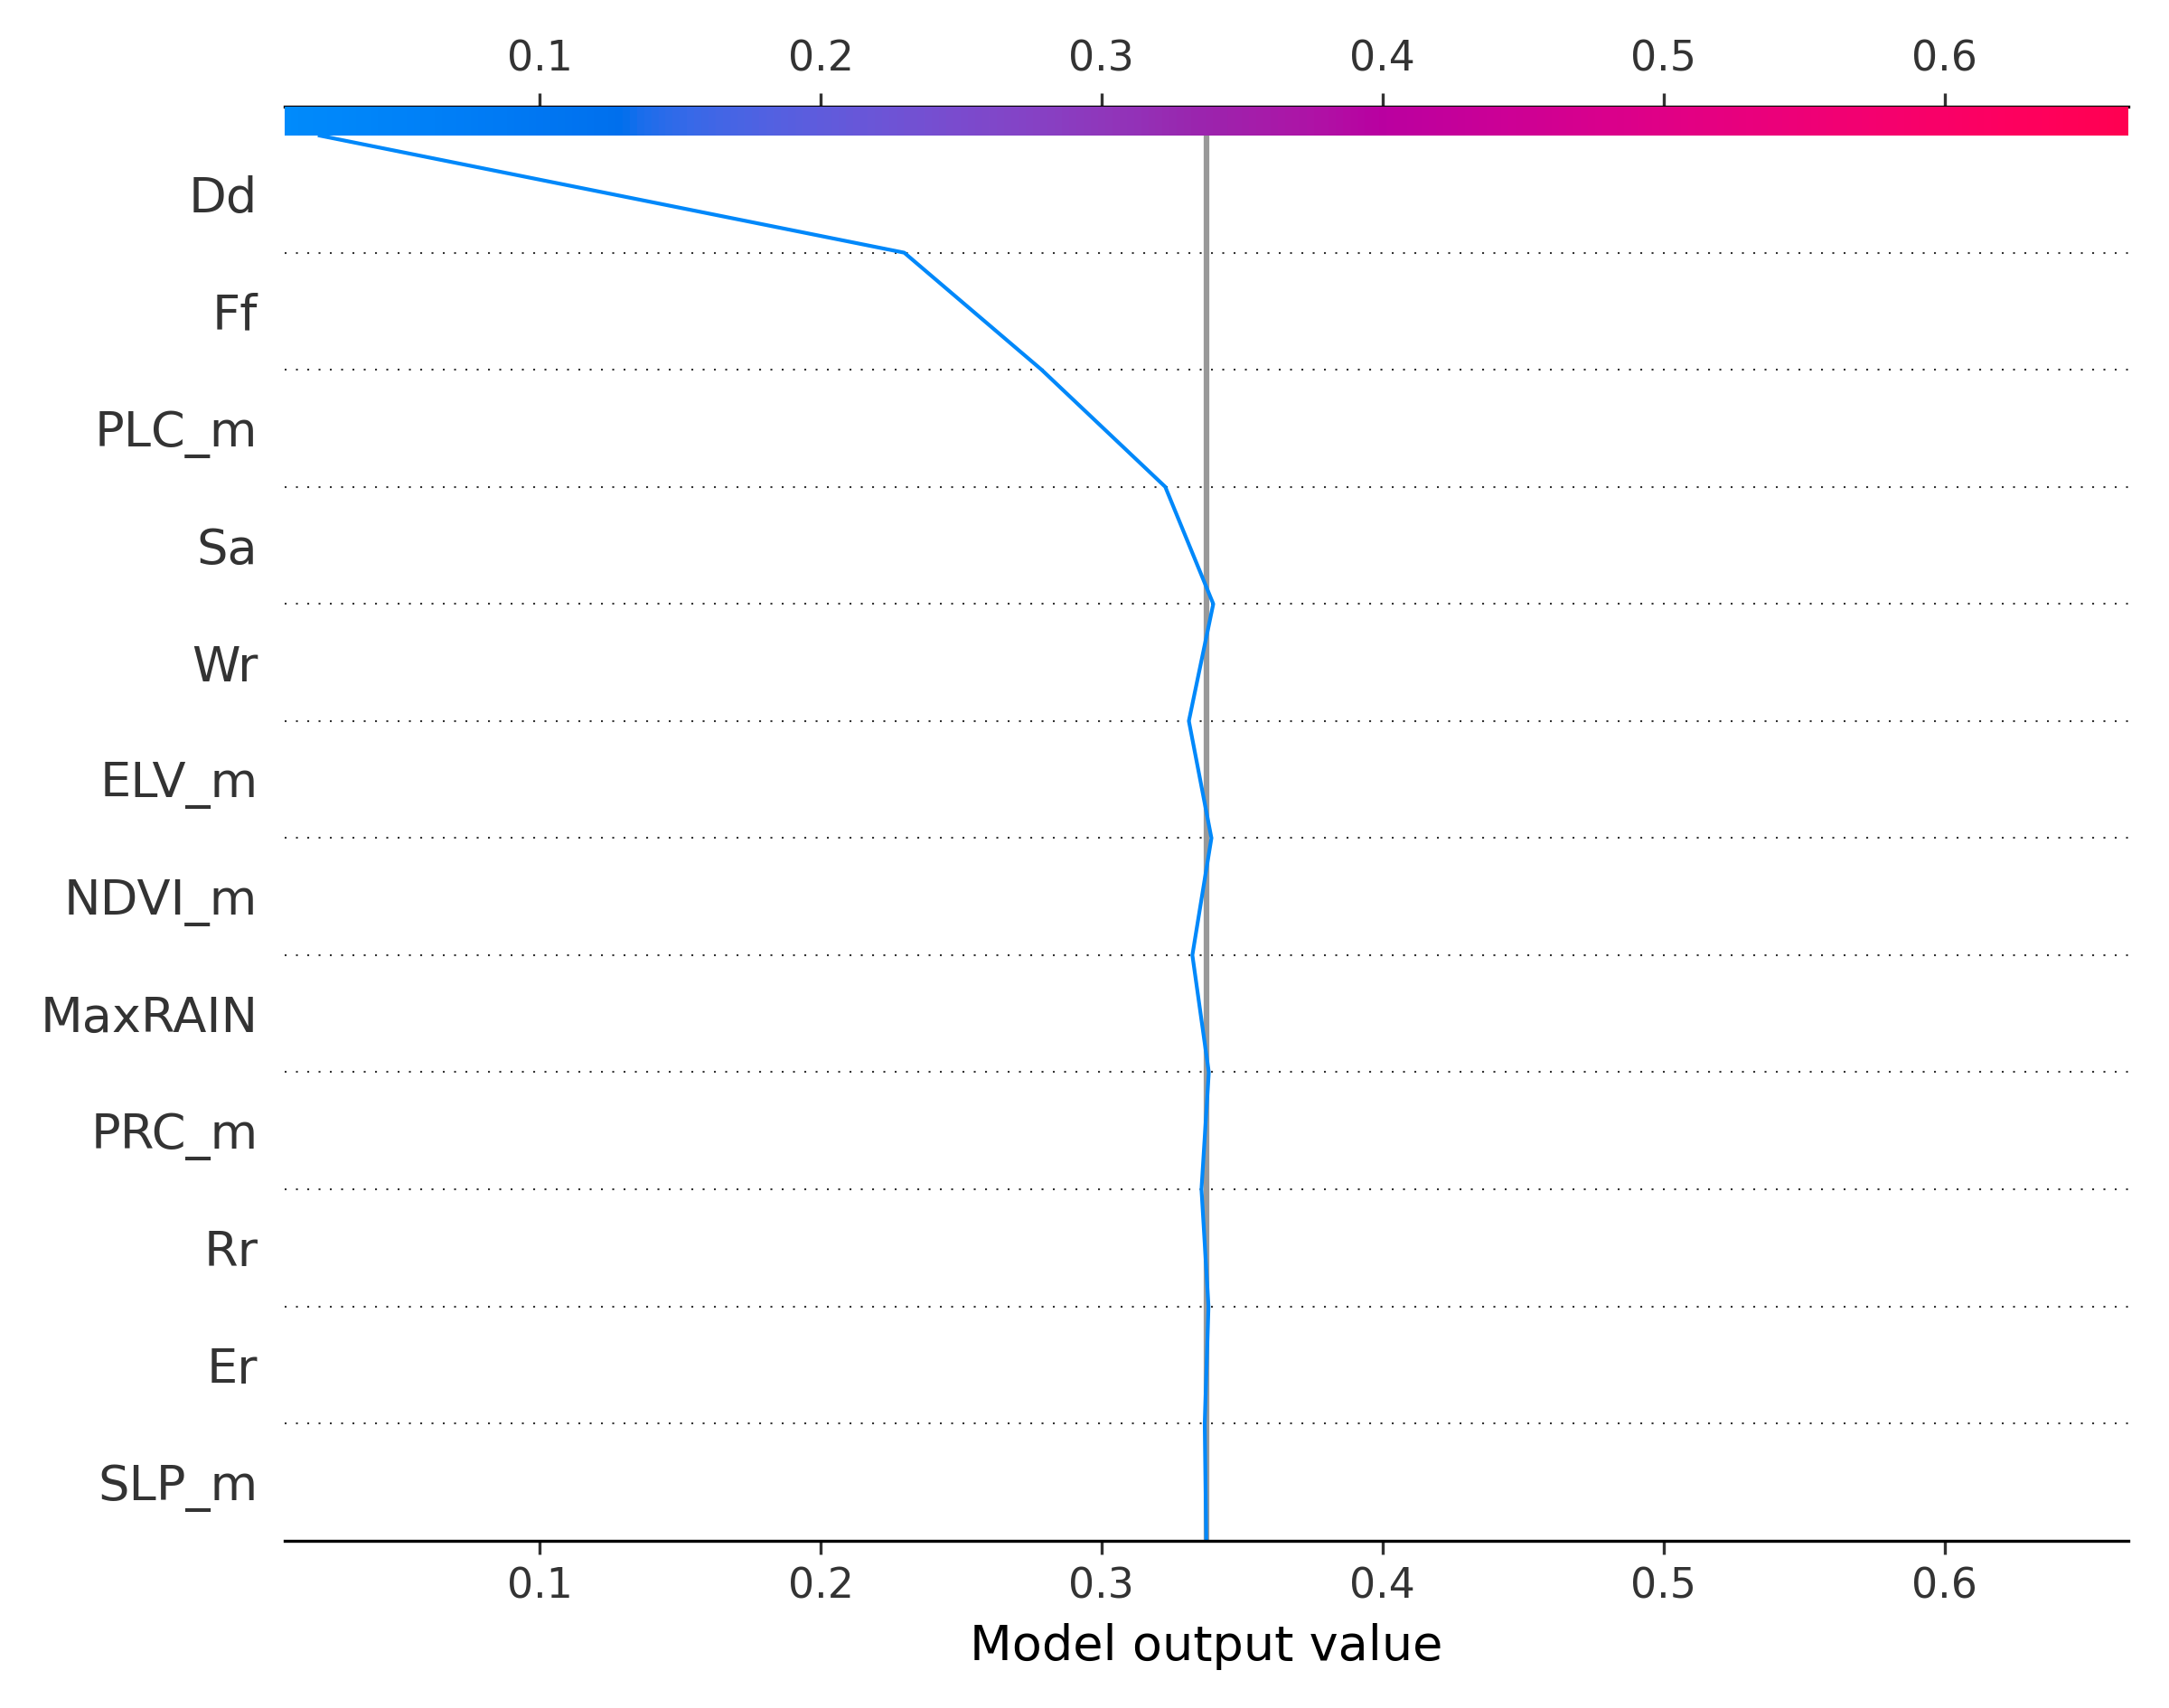 0.1 0.2 0.3 0.4 0.5 0.6
Dd
Ff
PLC_m
Sa
Wr
ELV_m
NDVI_m
MaxRAIN
PRC_m
Rr
Er
SLP_m
0.1 0.2 0.3 0.4 0.5 0.6
Model output value